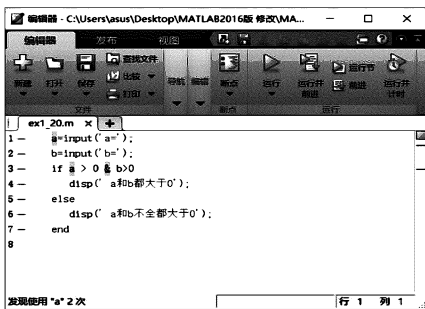 编辑器 - C:\Users\asus\Desktop\MATLAB2016版 修改\MA...
编辑器 发布 视图
新建 打开 保存 查找文件 比较 打印 导航 编辑 断点 运行 运行并前进 运行节 前进 运行并计时
文件 断点 运行
ex1_20.m × +
1 — a=input('a=');
2 — b=input('b=');
3 — if a > 0 & b>0
4 — disp(' a和b都大于0');
5 — else
6 — disp(' a和b不全都大于0');
7 — end
8
发现使用 "a" 2 次 行 1 列 1